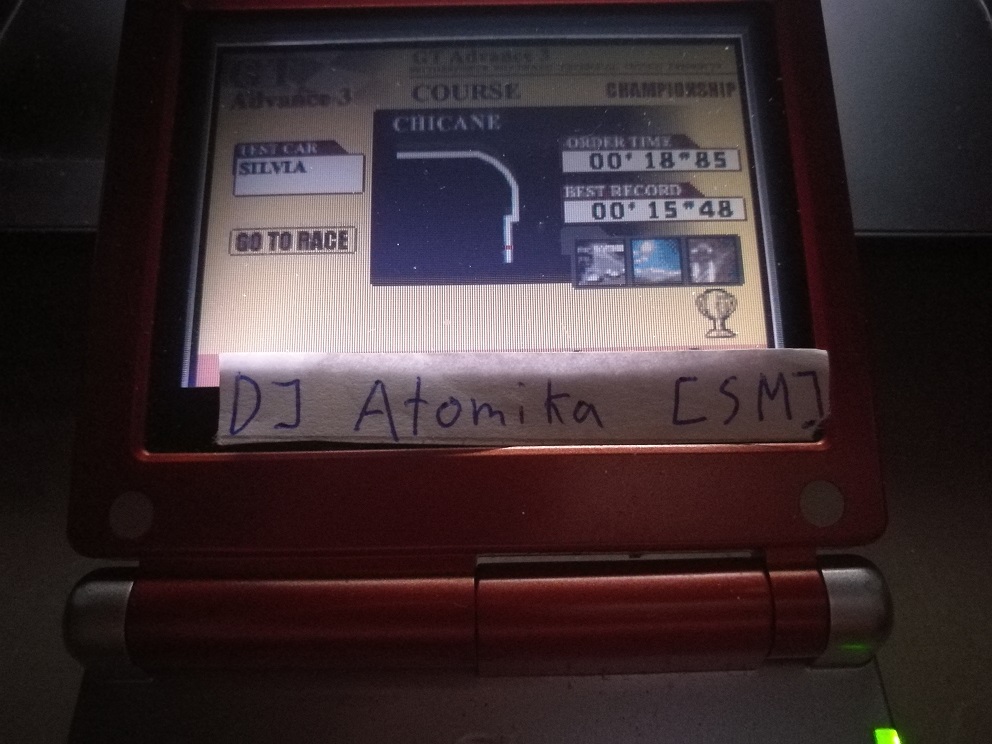 GT Advance 3
Advance 3
COURSE
CHAMPIONSHIP
CHICANE
TEST CAR
SILVIA
ORDER TIME
00' 18"85
BEST RECORD
00' 15"48
GO TO RACE
DJ Atomika [SM]